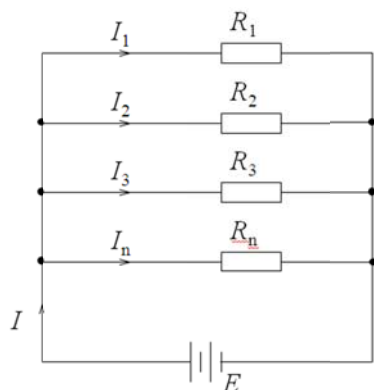 I₁ R₁
I₂ R₂
I₃ R₃
Iₙ Rₙ
I
E